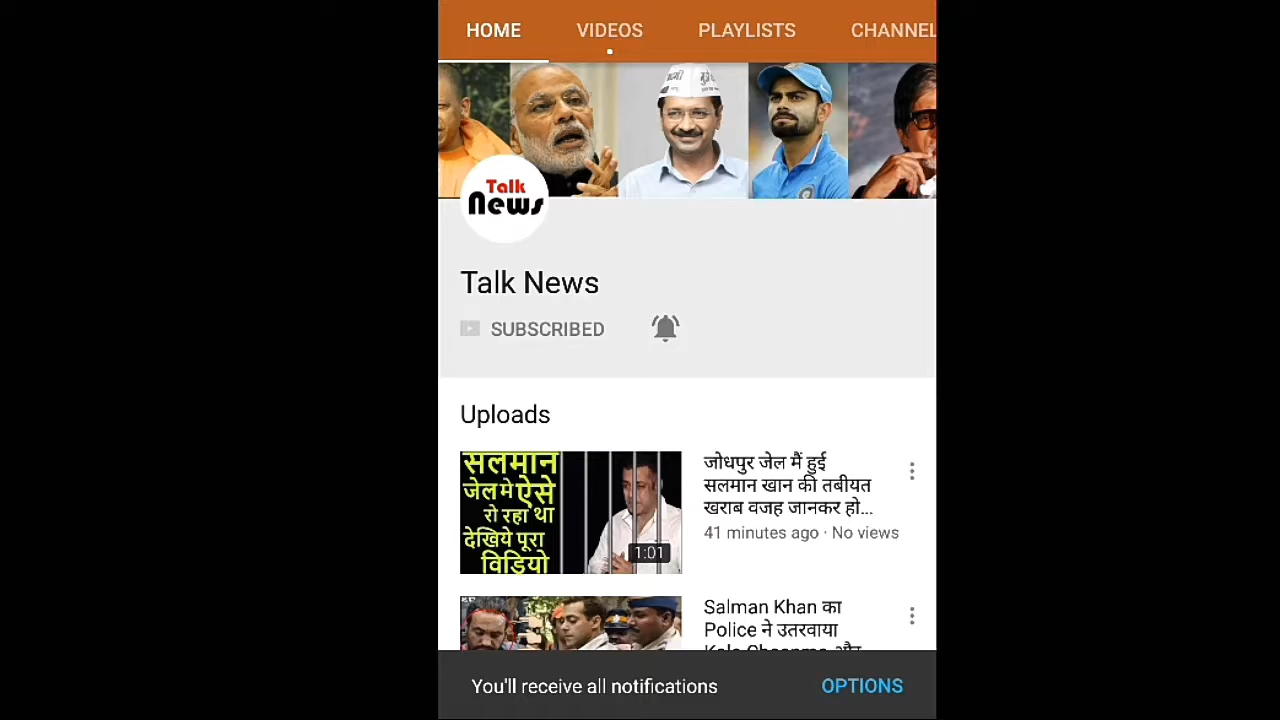 HOME VIDEOS PLAYLISTS CHANNEL
Talk
News
Talk News
SUBSCRIBED
Uploads
सलमान
जेल मे ऐसे
रो रहा था
देखिये पूरा
विडियो
1:01
जोधपुर जेल मैं हुई
सलमान खान की तबीयत
खराब वजह जानकर हो...
41 minutes ago · No views
Salman Khan का
Police ने उतरवाया
You'll receive all notifications OPTIONS